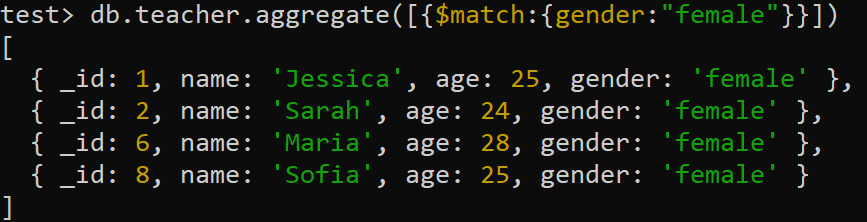 test> db.teacher.aggregate([{$match:{gender:"female"}}])
[
  { _id: 1, name: 'Jessica', age: 25, gender: 'female' },
  { _id: 2, name: 'Sarah', age: 24, gender: 'female' },
  { _id: 6, name: 'Maria', age: 28, gender: 'female' },
  { _id: 8, name: 'Sofia', age: 25, gender: 'female' }
]